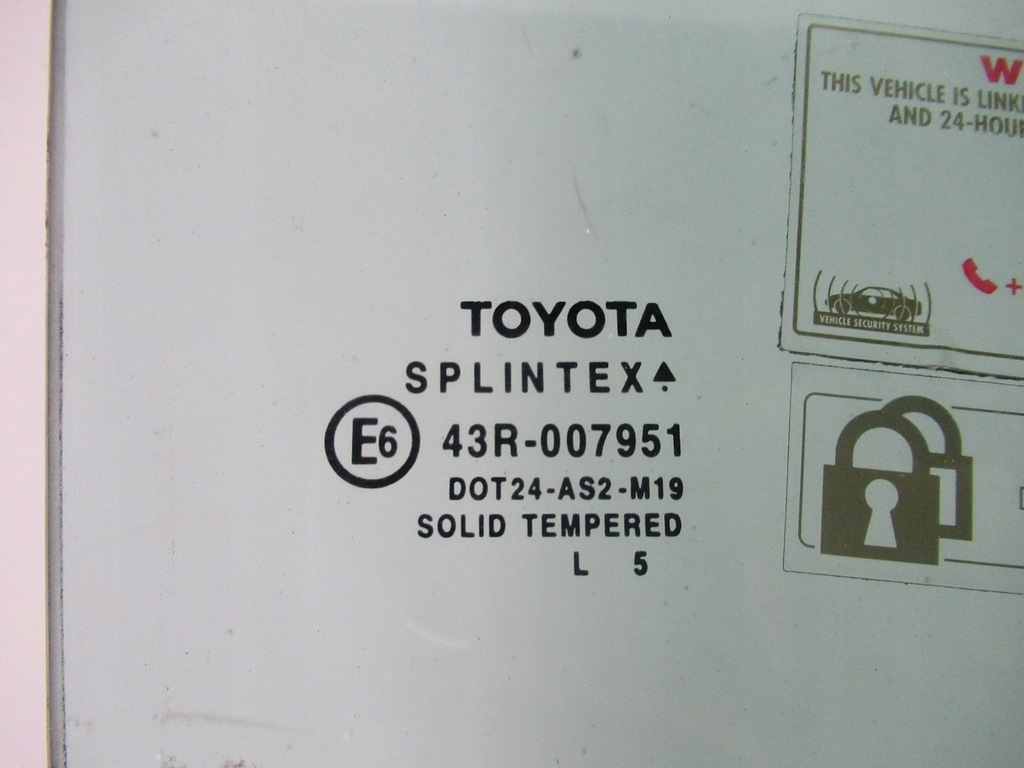 W
THIS VEHICLE IS LINK
AND 24-HOUR
+
VEHICLE SECURITY SYSTEM
TOYOTA
SPLINTEX
E6 43R-007951
DOT24-AS2-M19
SOLID TEMPERED
L 5